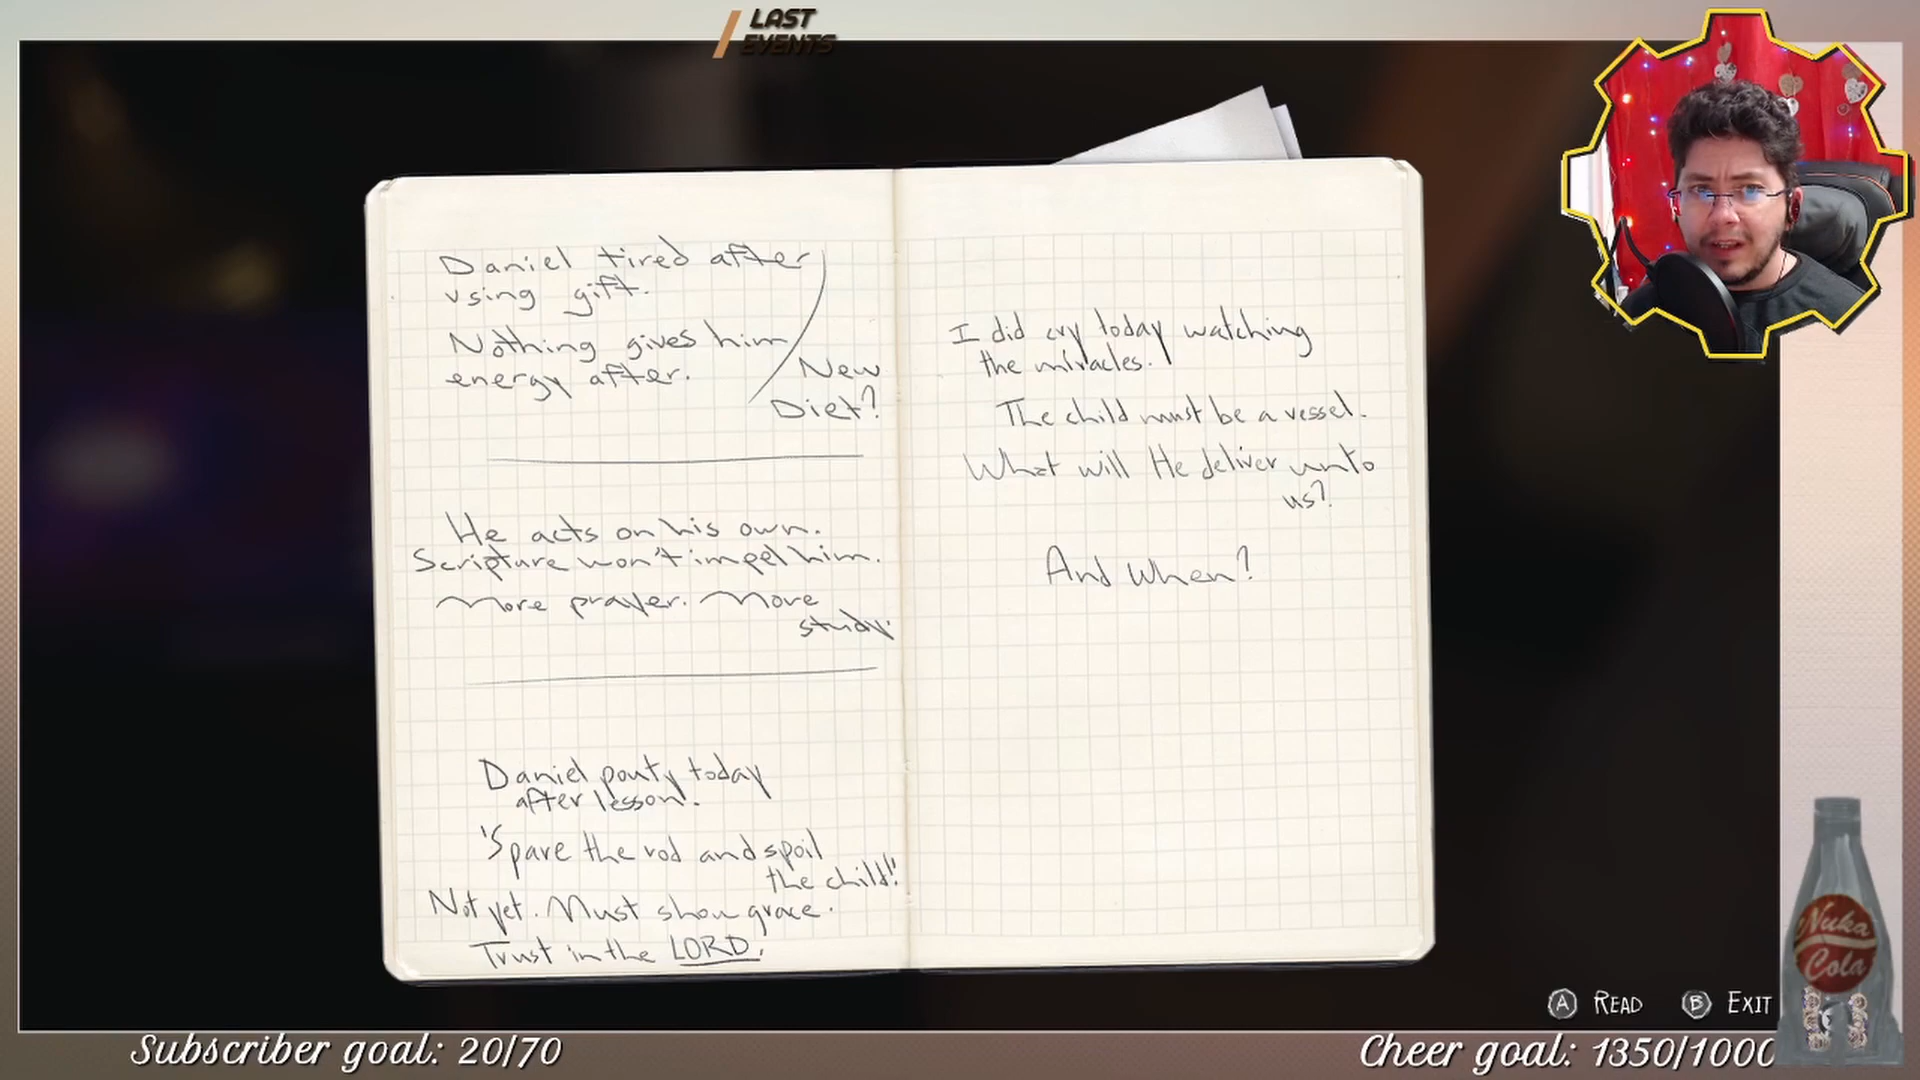 LAST
EVENTS
Daniel tired after
using gift.
Nothing gives him
energy after.
New
Diet?
He acts on his own.
Scripture won't impel him.
More prayer. More
study.
Daniel pouty today
after lesson.
'Spare the rod and spoil
the child!'
Not yet. Must show grace.
Trust in the LORD.
I did cry today watching
the miracles.
The child must be a vessel.
What will He deliver unto
us?
And When?
A READ B EXIT
Nuka
Cola
Subscriber goal: 20/70
Cheer goal: 1350/1000